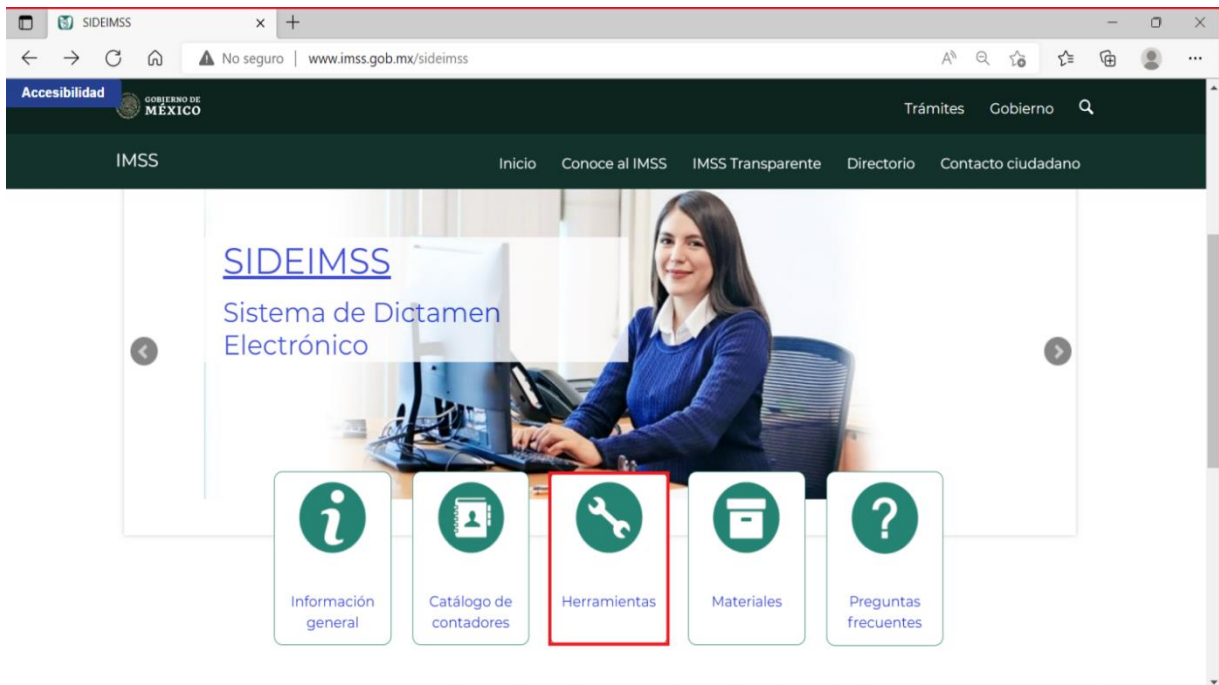 SIDEIMSS
No seguro | www.imss.gob.mx/sideimss
Accesibilidad
GOBIERNO DE
MÉXICO
Trámites Gobierno
IMSS
Inicio Conoce al IMSS IMSS Transparente Directorio Contacto ciudadano
SIDEIMSS
Sistema de Dictamen
Electrónico
Información
general
Catálogo de
contadores
Herramientas
Materiales
Preguntas
frecuentes